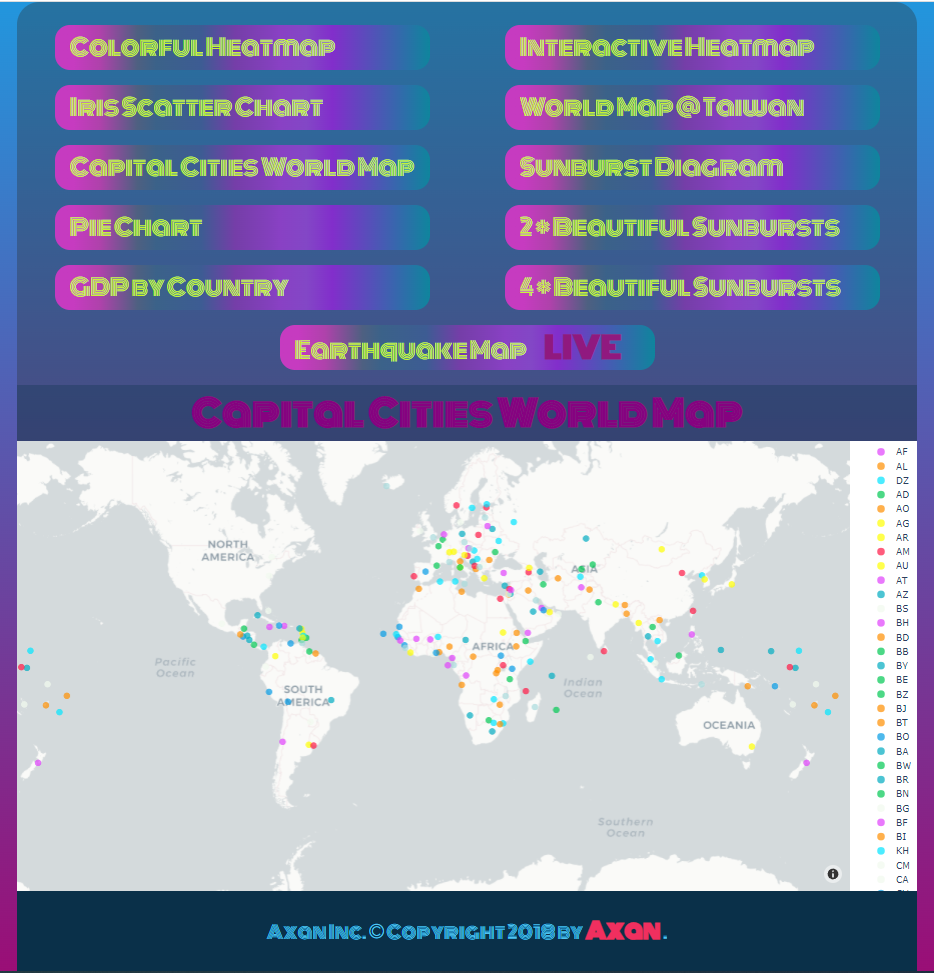 Colorful Heatmap
Interactive Heatmap
Iris Scatter Chart
World Map @ Taiwan
Capital Cities World Map
Sunburst Diagram
Pie Chart
2 * Beautiful Sunbursts
GDP by Country
4 * Beautiful Sunbursts
Earthquake Map LIVE
Capital Cities World Map
NORTH
AMERICA
ASIA
Pacific
Ocean
AFRICA
SOUTH
AMERICA
Indian
Ocean
OCEANIA
Southern
Ocean
AF
AL
DZ
AD
AO
AG
AR
AM
AU
AT
AZ
BS
BH
BD
BB
BY
BE
BZ
BJ
BT
BO
BA
BW
BR
BN
BG
BF
BI
KH
CM
CA
Axan Inc. © Copyright 2018 by Axan.